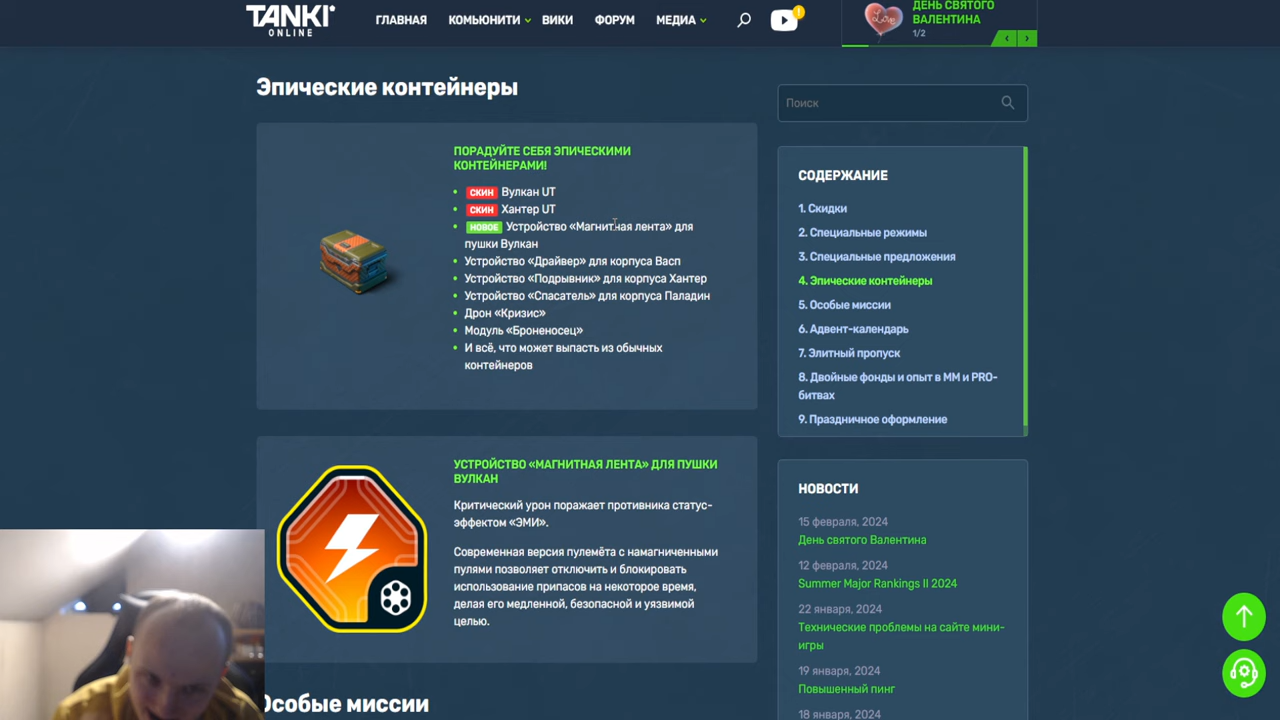 TANKI
ONLINE
ГЛАВНАЯ
КОМЬЮНИТИ
ВИКИ
ФОРУМ
МЕДИА
1
Love
ДЕНЬ СВЯТОГО
ВАЛЕНТИНА
1/2
Эпические контейнеры
ПОРАДУЙТЕ СЕБЯ ЭПИЧЕСКИМИ
КОНТЕЙНЕРАМИ!
СКИН Вулкан UT
СКИН Хантер UT
НОВОЕ Устройство «Магнитная лента» для
пушки Вулкан
Устройство «Драйвер» для корпуса Васп
Устройство «Подрывник» для корпуса Хантер
Устройство «Спасатель» для корпуса Паладин
Дрон «Кризис»
Модуль «Броненосец»
И всё, что может выпасть из обычных
контейнеров
УСТРОЙСТВО «МАГНИТНАЯ ЛЕНТА» ДЛЯ ПУШКИ
ВУЛКАН
Критический урон поражает противника статус-
эффектом «ЭМИ».
Современная версия пулемёта с намагниченными
пулями позволяет отключить и блокировать
использование припасов на некоторое время,
делая его медленной, безопасной и уязвимой
целью.
Особые миссии
Поиск
СОДЕРЖАНИЕ
1. Скидки
2. Специальные режимы
3. Специальные предложения
4. Эпические контейнеры
5. Особые миссии
6. Адвент-календарь
7. Элитный пропуск
8. Двойные фонды и опыт в ММ и PRO-
битвах
9. Праздничное оформление
НОВОСТИ
15 февраля, 2024
День святого Валентина
12 февраля, 2024
Summer Major Rankings II 2024
22 января, 2024
Технические проблемы на сайте мини-
игры
19 января, 2024
Повышенный пинг
18 января, 2024